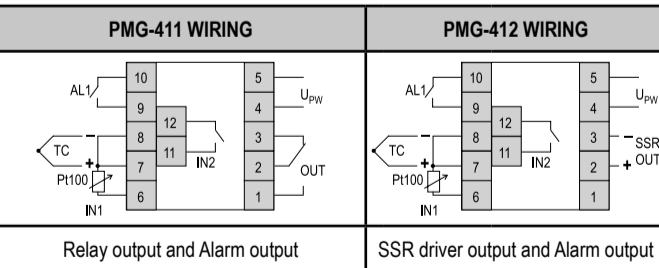 PMG-411 WIRING
PMG-412 WIRING
AL1
10
9
12
8
11
7
6
TC
−
+
Pt100
IN1
IN2
5
4
3
2
1
UPW
OUT
AL1
10
9
12
8
11
7
6
TC
−
+
Pt100
IN1
IN2
5
4
3
2
1
UPW
− SSR
+ OUT
Relay output and Alarm output
SSR driver output and Alarm output